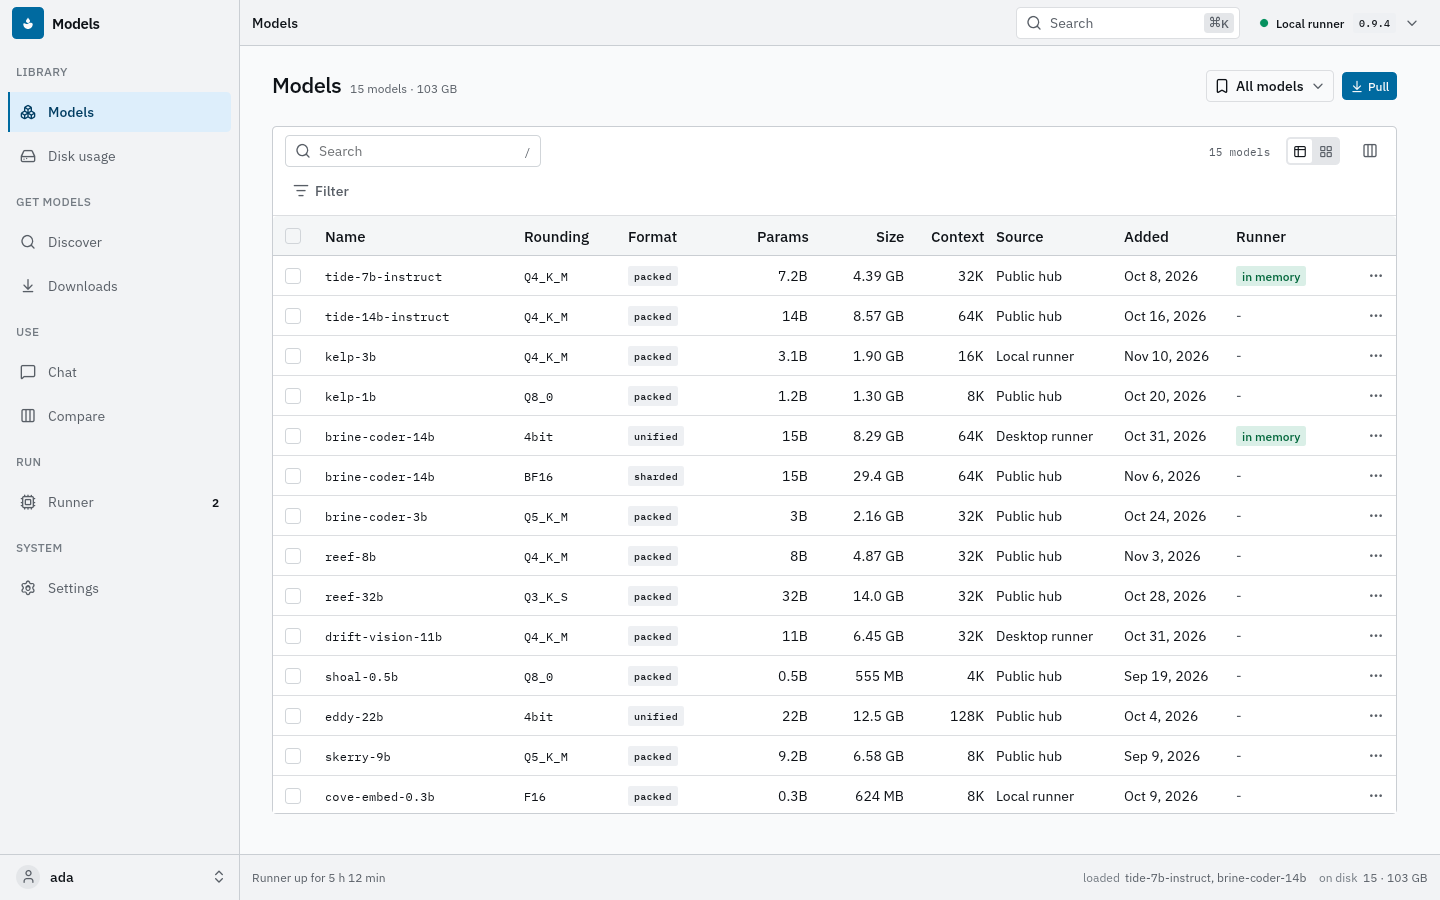 Models
LIBRARY
Models
Disk usage
GET MODELS
Discover
Downloads
USE
Chat
Compare
RUN
Runner 2
SYSTEM
Settings
ada
Models
Search ⌘K
Local runner 0.9.4
Models 15 models · 103 GB
All models
Pull
Search /
15 models
Filter
Name Rounding Format Params Size Context Source Added Runner
tide-7b-instruct Q4_K_M packed 7.2B 4.39 GB 32K Public hub Oct 8, 2026 in memory
tide-14b-instruct Q4_K_M packed 14B 8.57 GB 64K Public hub Oct 16, 2026 -
kelp-3b Q4_K_M packed 3.1B 1.90 GB 16K Local runner Nov 10, 2026 -
kelp-1b Q8_0 packed 1.2B 1.30 GB 8K Public hub Oct 20, 2026 -
brine-coder-14b 4bit unified 15B 8.29 GB 64K Desktop runner Oct 31, 2026 in memory
brine-coder-14b BF16 sharded 15B 29.4 GB 64K Public hub Nov 6, 2026 -
brine-coder-3b Q5_K_M packed 3B 2.16 GB 32K Public hub Oct 24, 2026 -
reef-8b Q4_K_M packed 8B 4.87 GB 32K Public hub Nov 3, 2026 -
reef-32b Q3_K_S packed 32B 14.0 GB 32K Public hub Oct 28, 2026 -
drift-vision-11b Q4_K_M packed 11B 6.45 GB 32K Desktop runner Oct 31, 2026 -
shoal-0.5b Q8_0 packed 0.5B 555 MB 4K Public hub Sep 19, 2026 -
eddy-22b 4bit unified 22B 12.5 GB 128K Public hub Oct 4, 2026 -
skerry-9b Q5_K_M packed 9.2B 6.58 GB 8K Public hub Sep 9, 2026 -
cove-embed-0.3b F16 packed 0.3B 624 MB 8K Local runner Oct 9, 2026 -
Runner up for 5 h 12 min
loaded tide-7b-instruct, brine-coder-14b on disk 15 · 103 GB